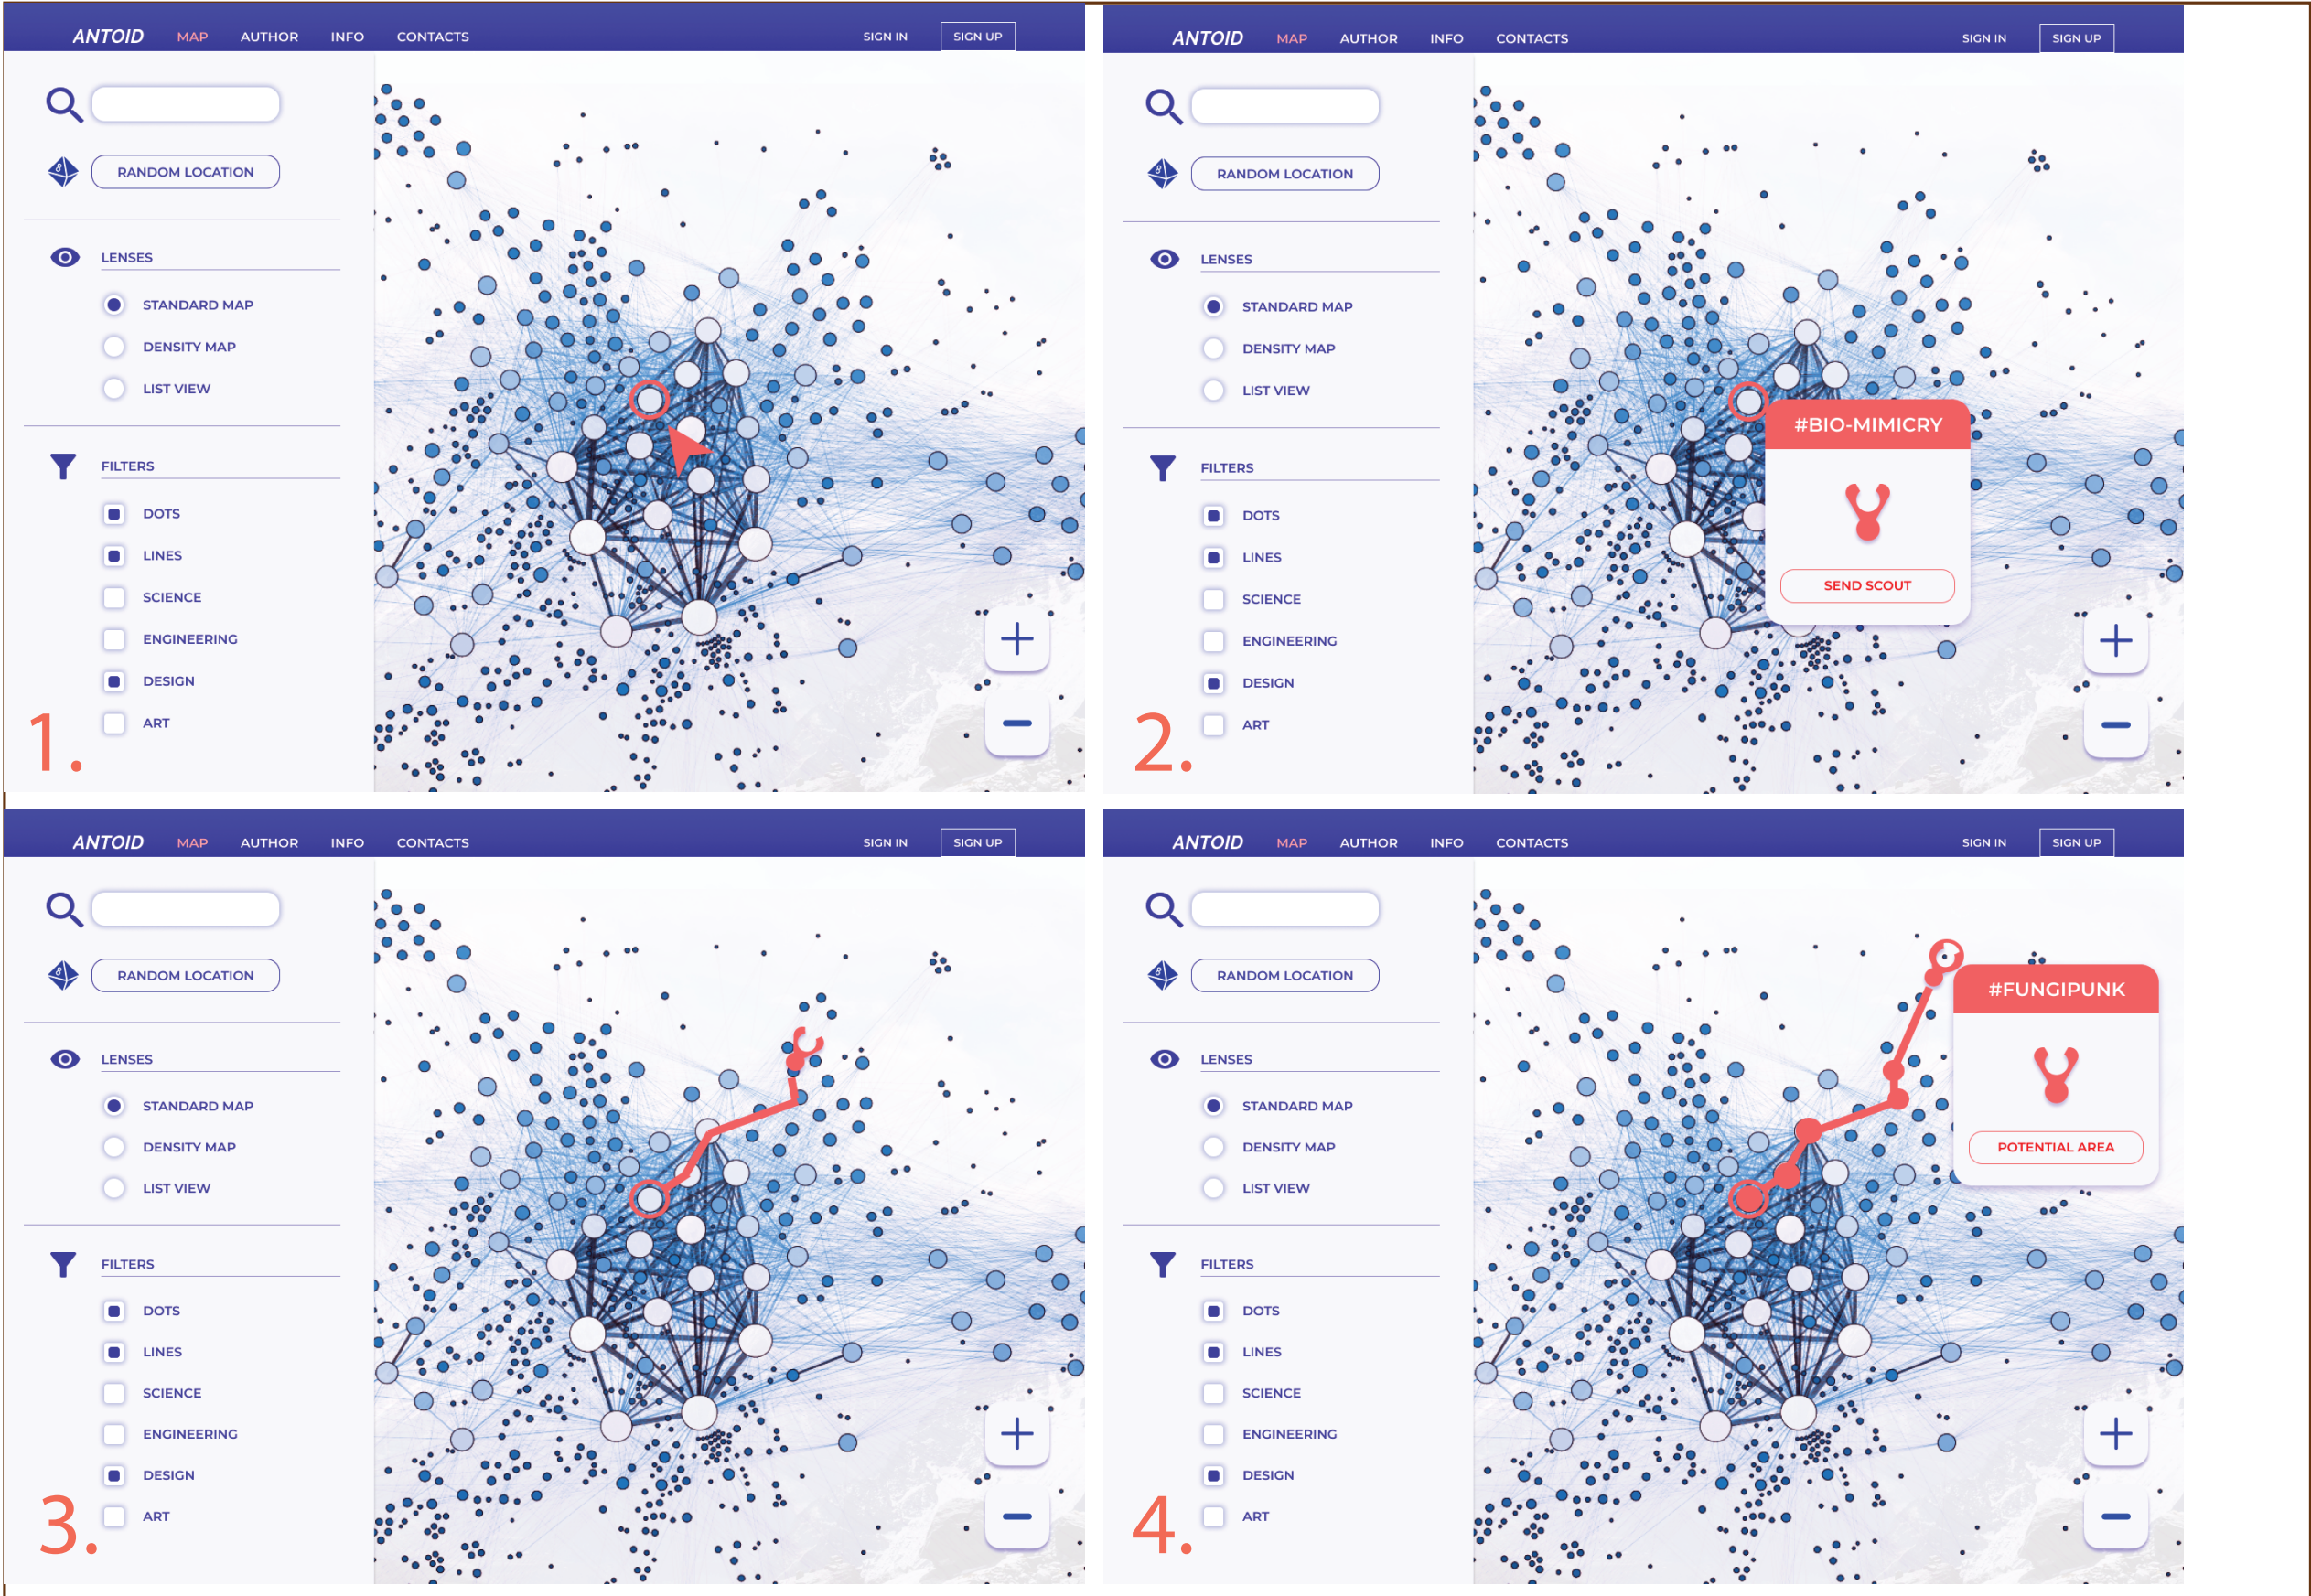 ANTOID MAP AUTHOR INFO CONTACTS SIGN IN SIGN UP
RANDOM LOCATION
LENSES
STANDARD MAP
DENSITY MAP
LIST VIEW
FILTERS
DOTS
LINES
SCIENCE
ENGINEERING
DESIGN
ART
1.
ANTOID MAP AUTHOR INFO CONTACTS SIGN IN SIGN UP
RANDOM LOCATION
LENSES
STANDARD MAP
DENSITY MAP
LIST VIEW
#BIO-MIMICRY
FILTERS
DOTS
LINES
SEND SCOUT
SCIENCE
ENGINEERING
DESIGN
ART
2.
ANTOID MAP AUTHOR INFO CONTACTS SIGN IN SIGN UP
RANDOM LOCATION
LENSES
STANDARD MAP
DENSITY MAP
LIST VIEW
FILTERS
DOTS
LINES
SCIENCE
ENGINEERING
DESIGN
ART
3.
ANTOID MAP AUTHOR INFO CONTACTS SIGN IN SIGN UP
RANDOM LOCATION
#FUNGIPUNK
LENSES
STANDARD MAP
DENSITY MAP
POTENTIAL AREA
LIST VIEW
FILTERS
DOTS
LINES
SCIENCE
ENGINEERING
DESIGN
ART
4.